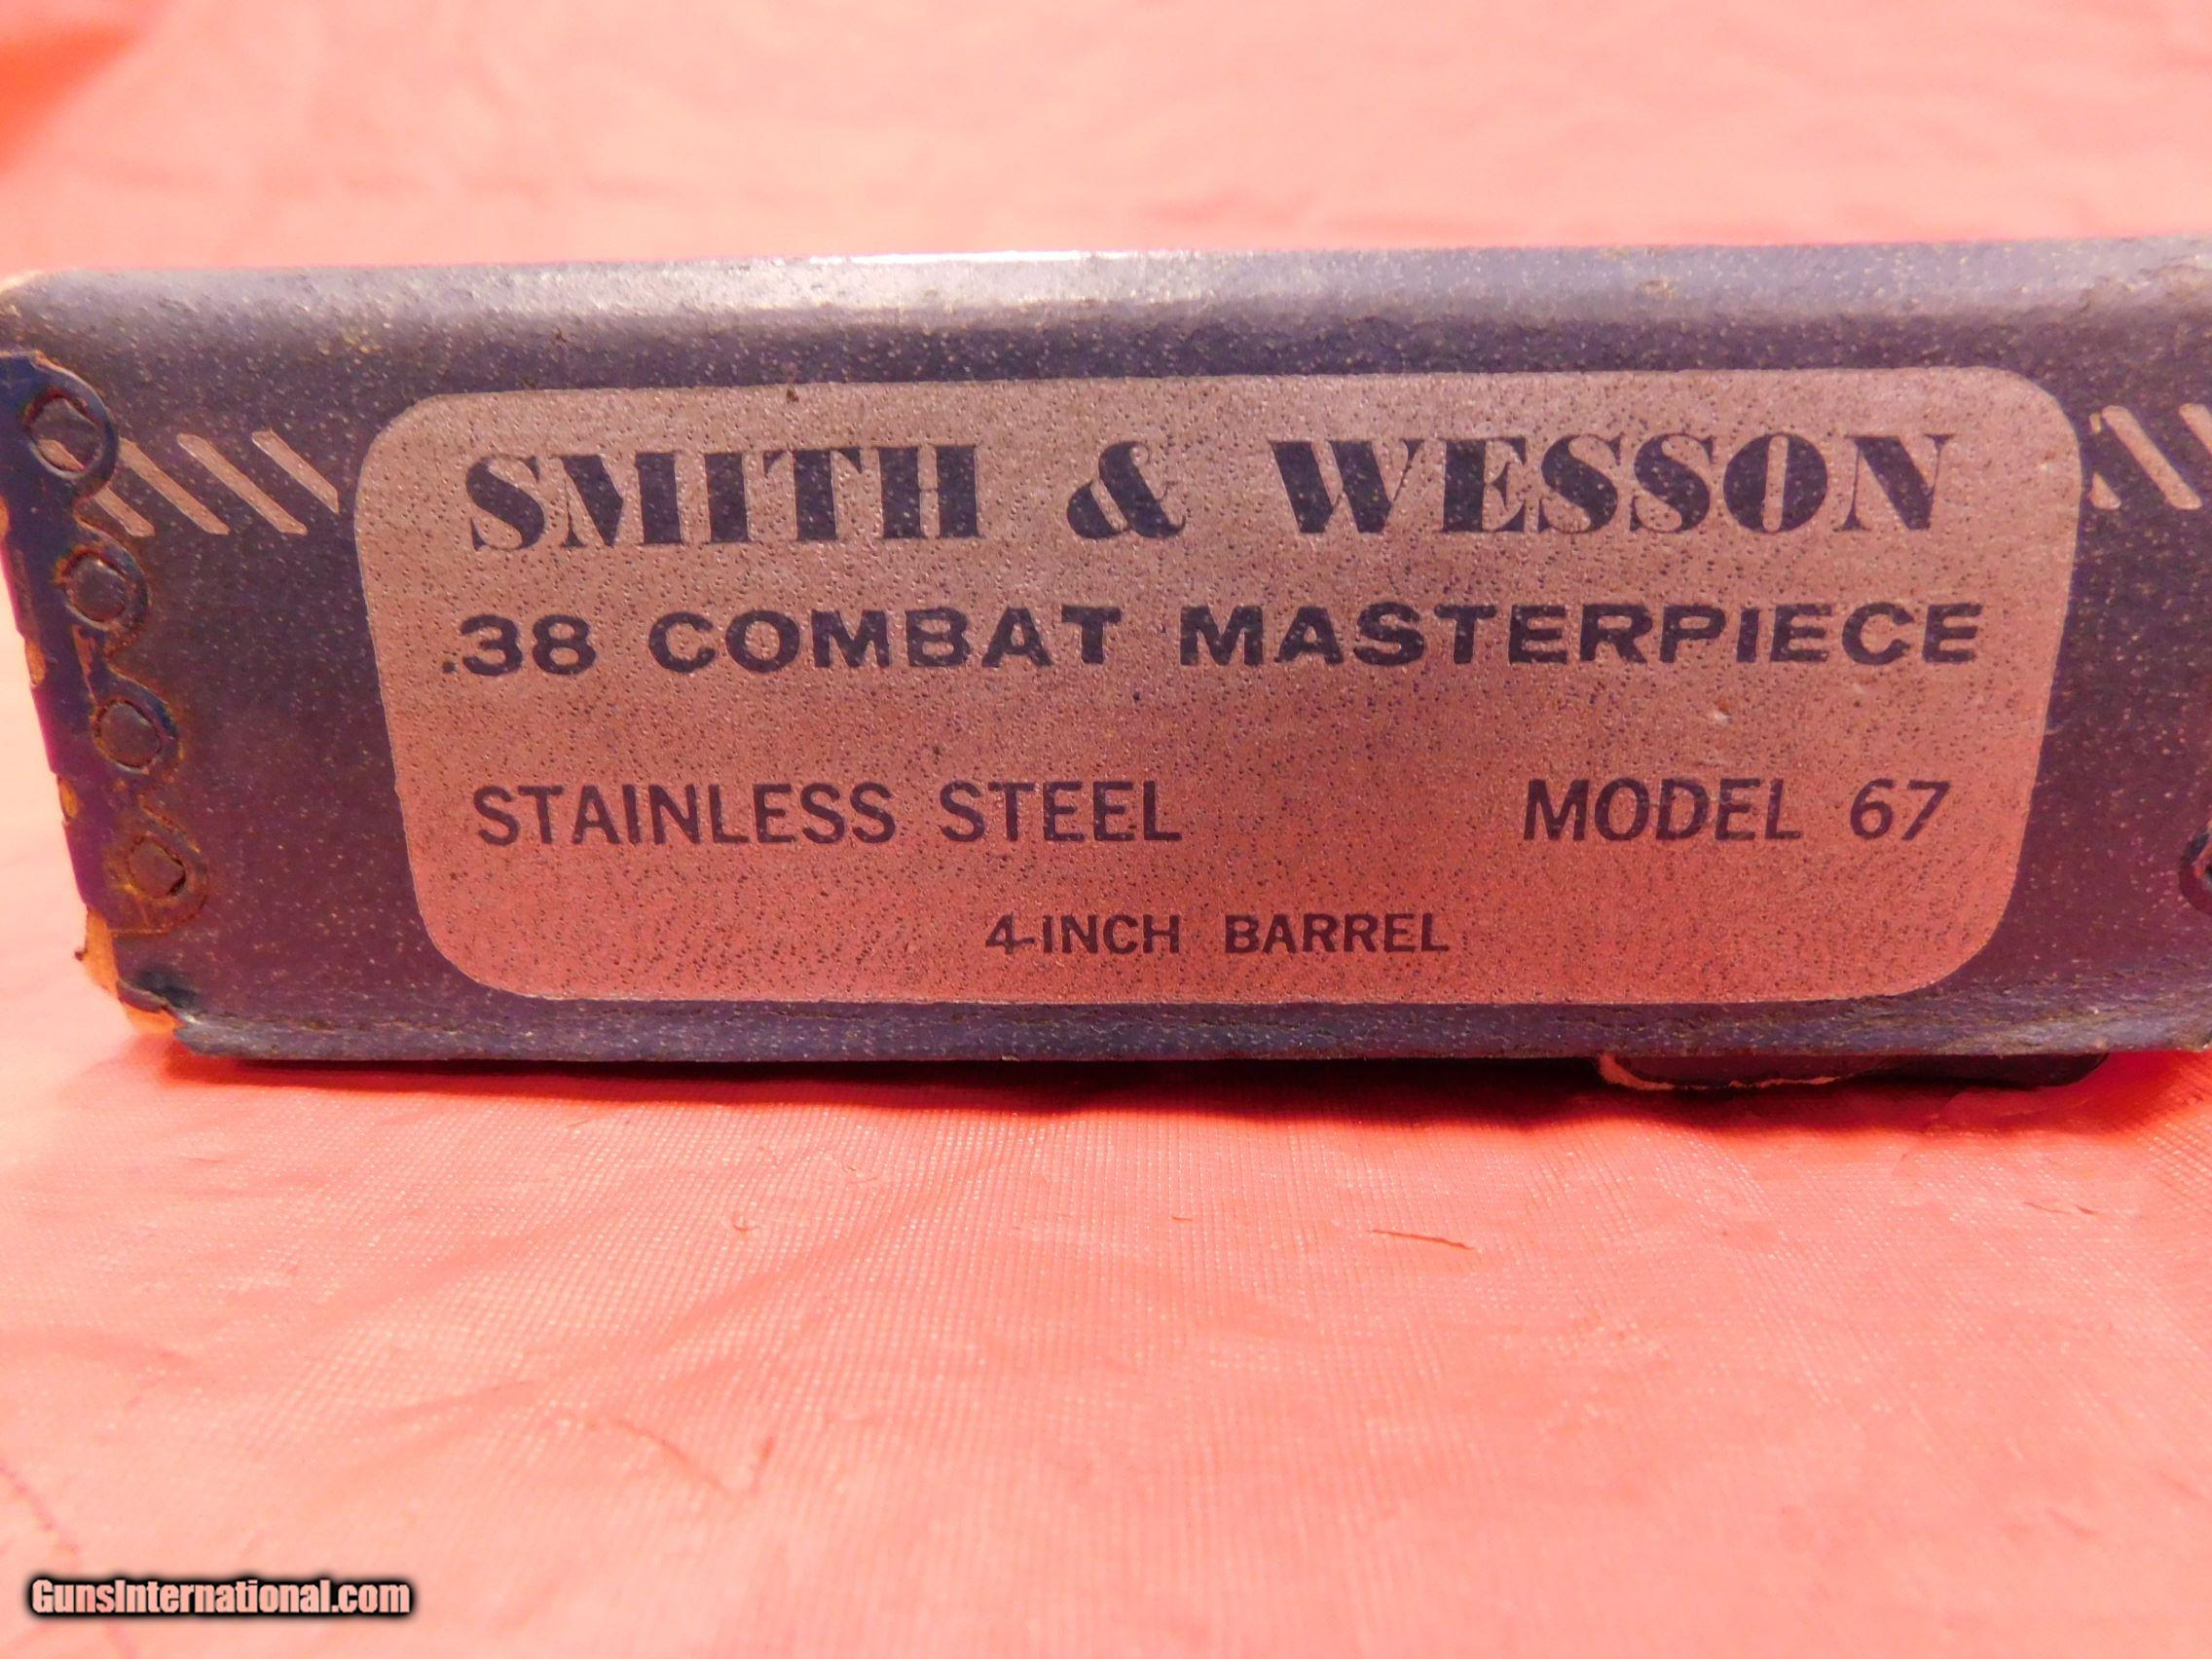 SMITH & WESSON
.38 COMBAT MASTERPIECE
STAINLESS STEEL MODEL 67
4-INCH BARREL
GunsInternational.com